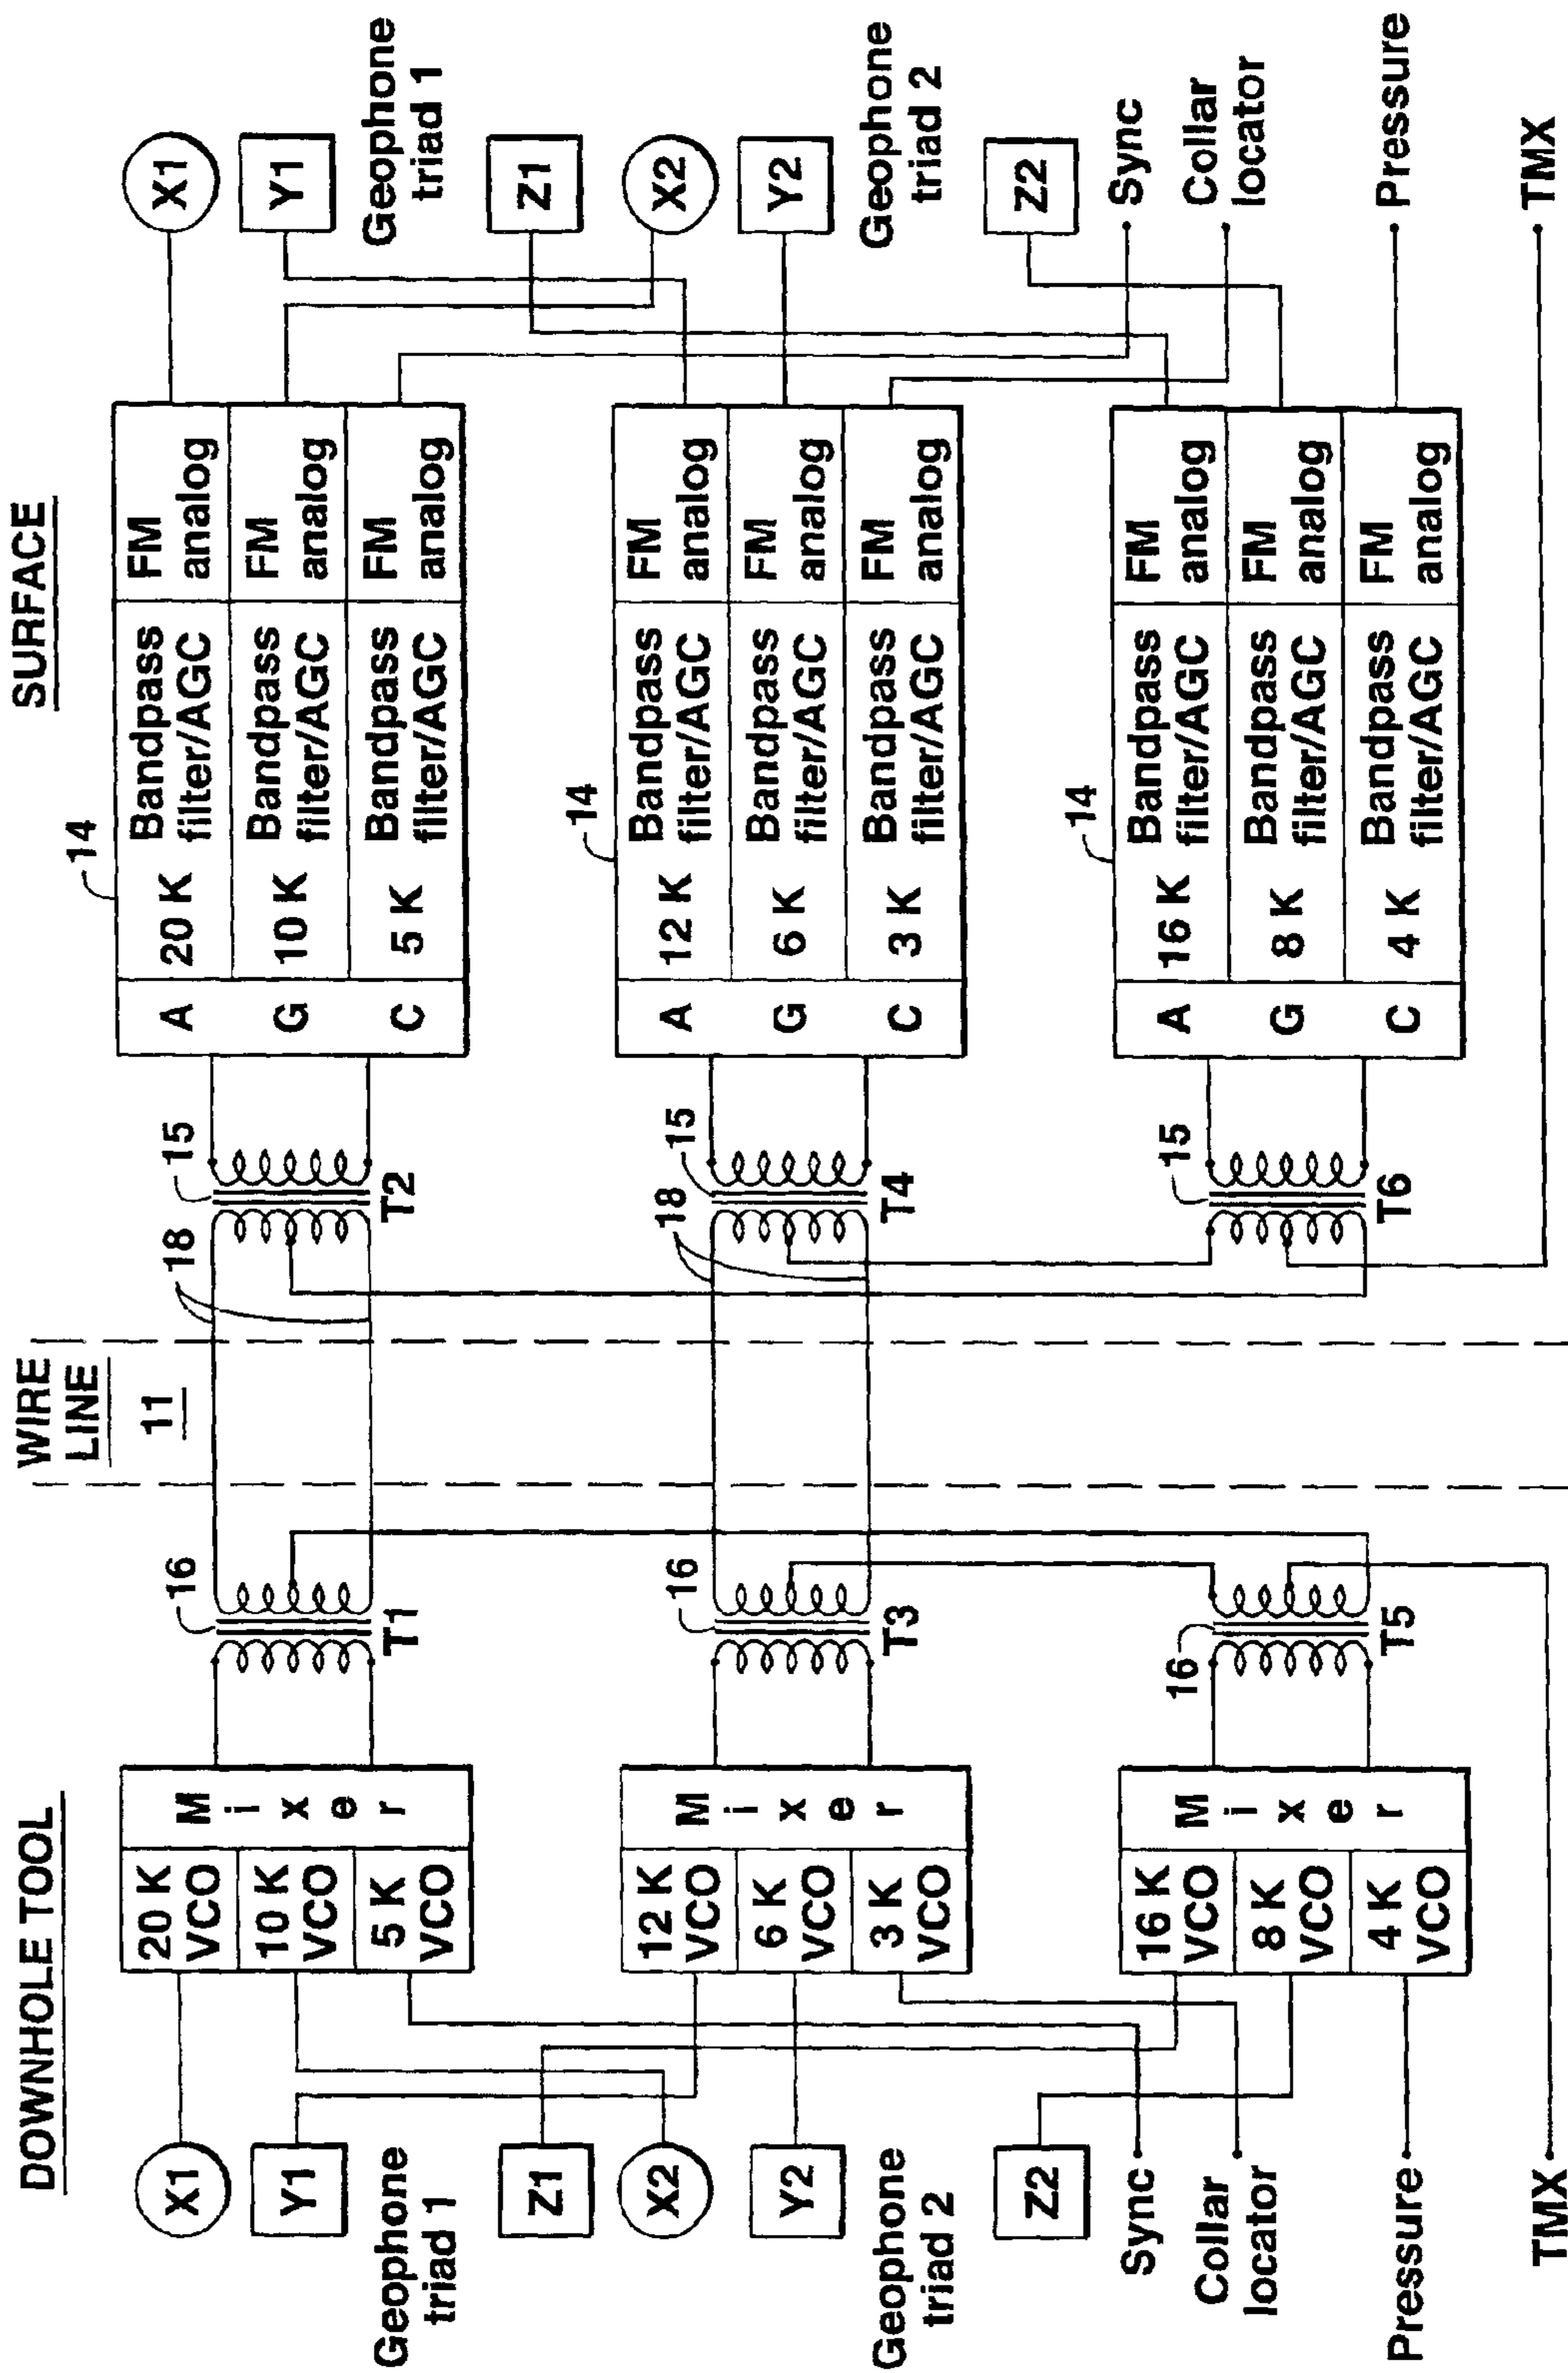 DOWNHOLE TOOL
WIRE
LINE
11
SURFACE
X1
Y1
Geophone
triad 1
Z1
X2
Y2
Geophone
triad 2
Z2
Sync
Collar
locator
Pressure
TMX
20 K
VCO
10 K
VCO
5 K
VCO
Mixer
12 K
VCO
6 K
VCO
3 K
VCO
Mixer
16 K
VCO
8 K
VCO
4 K
VCO
Mixer
16
T1
16
T3
16
T5
18
18
15
T2
15
T4
15
T6
14
A
G
C
20 K
Bandpass
filter/AGC
FM
analog
10 K
Bandpass
filter/AGC
FM
analog
5 K
Bandpass
filter/AGC
FM
analog
14
A
G
C
12 K
Bandpass
filter/AGC
FM
analog
6 K
Bandpass
filter/AGC
FM
analog
3 K
Bandpass
filter/AGC
FM
analog
14
A
G
C
16 K
Bandpass
filter/AGC
FM
analog
8 K
Bandpass
filter/AGC
FM
analog
4 K
Bandpass
filter/AGC
FM
analog
X1
Y1
Geophone
triad 1
Z1
X2
Y2
Geophone
triad 2
Z2
Sync
Collar
locator
Pressure
TMX